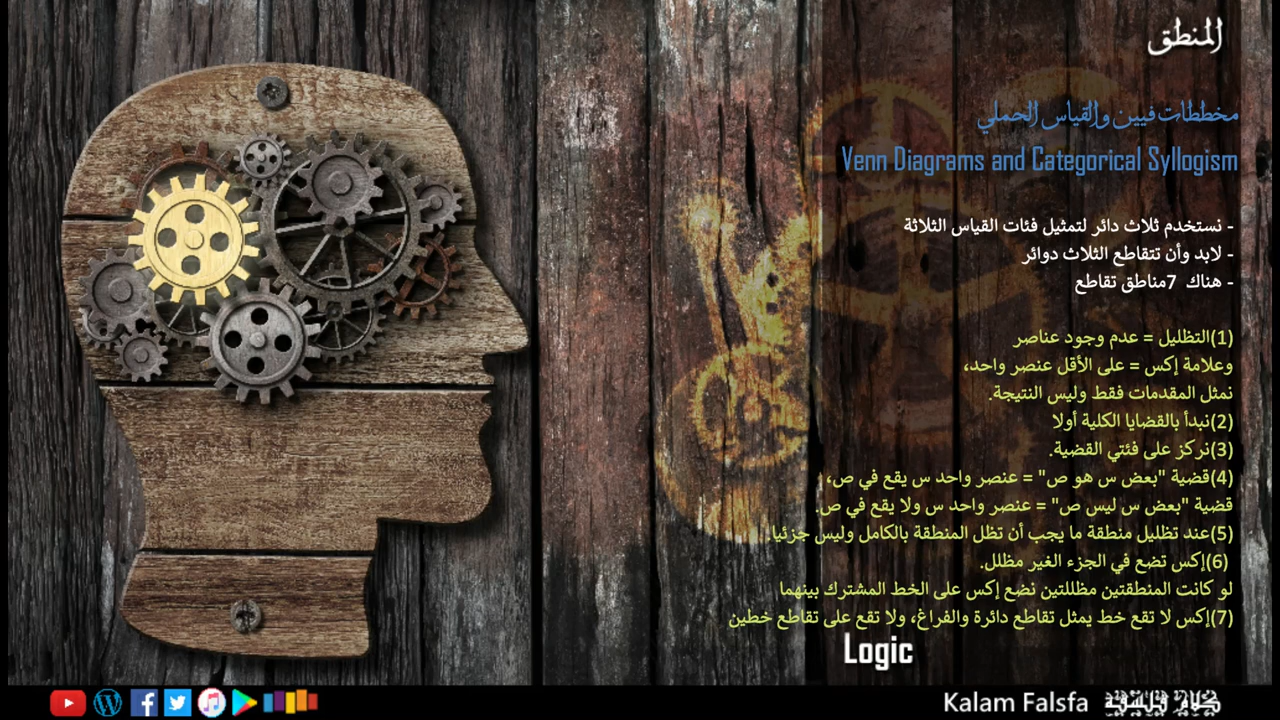 المنطق
مخططات فيين والقياس الحملي
Venn Diagrams and Categorical Syllogism
- نستخدم ثلاث دائر لتمثيل فئات القياس الثلاثة
- لابد وأن تتقاطع الثلاث دوائر
- هناك 7مناطق تقاطع
(1)التظليل = عدم وجود عناصر
وعلامة إكس = على الأقل عنصر واحد،
نمثل المقدمات فقط وليس النتيجة.
(2)نبدأ بالقضايا الكلية أولا
(3)نركز على فئتي القضية.
(4)قضية "بعض س هو ص" = عنصر واحد س يقع في ص،
قضية "بعض س ليس ص" = عنصر واحد س ولا يقع في ص.
(5)عند تظليل منطقة ما يجب أن تظل المنطقة بالكامل وليس جزئيا.
(6)إكس تضع في الجزء الغير مظلل.
لو كانت المنطقتين مظللتين نضع إكس على الخط المشترك بينهما
(7)إكس لا تقع خط يمثل تقاطع دائرة والفراغ، ولا تقع على تقاطع خطين
Logic
Kalam Falsfa كلام فلسفة